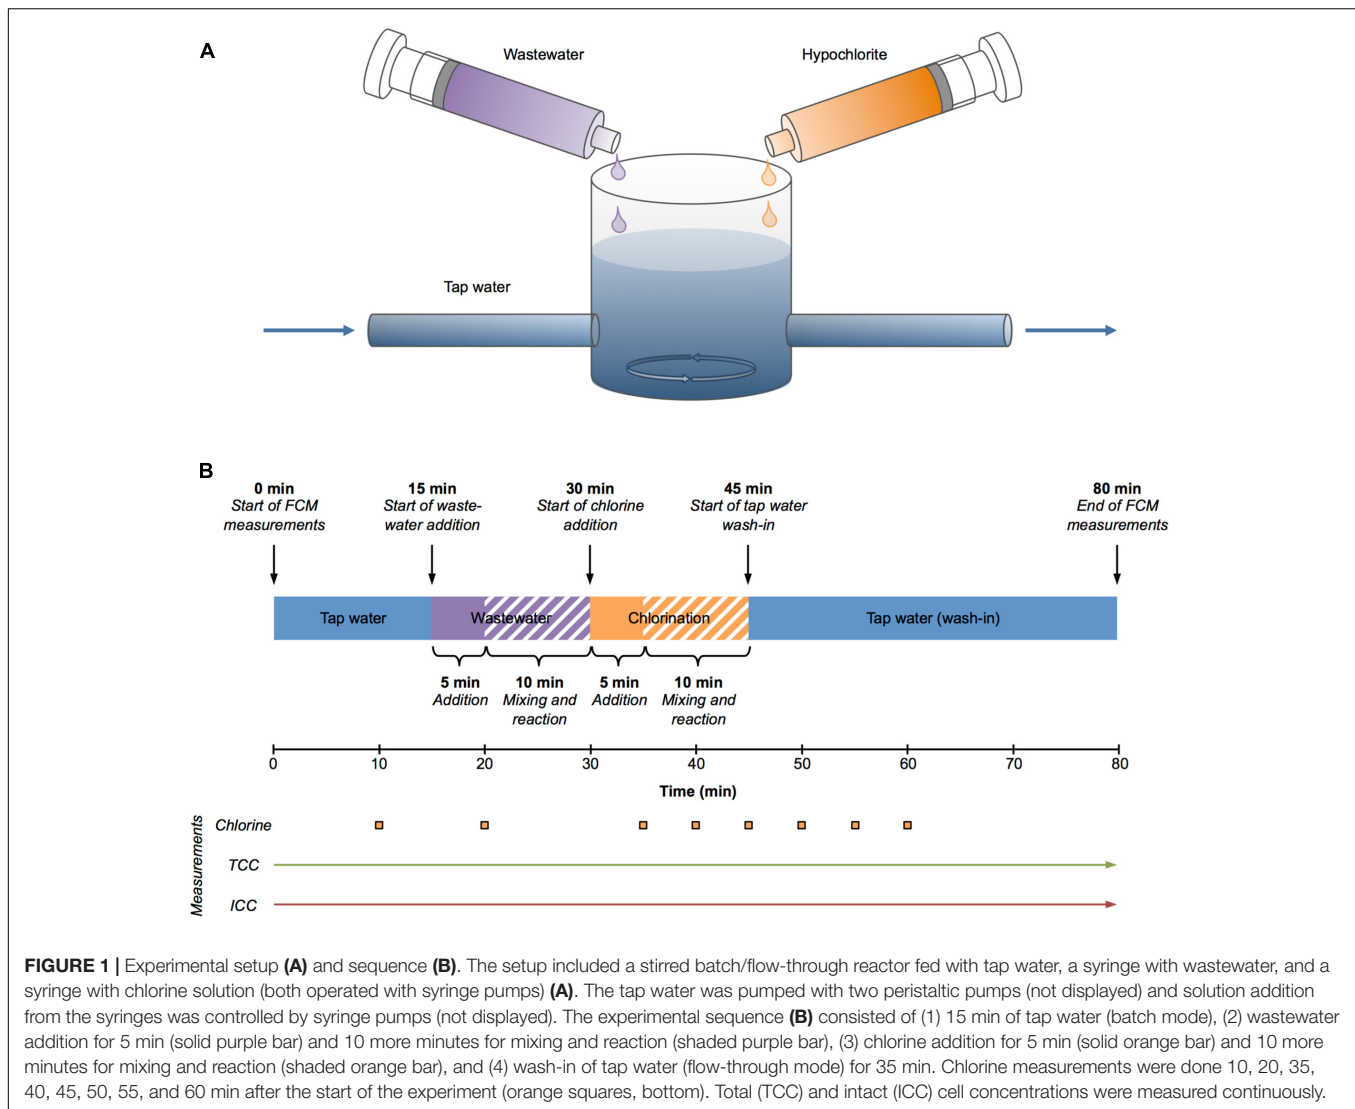 A
Wastewater
Hypochlorite
Tap water
B
0 min
Start of FCM
measurements
15 min
Start of waste-
water addition
30 min
Start of chlorine
addition
45 min
Start of tap water
wash-in
80 min
End of FCM
measurements
Tap water
Wastewater
Chlorination
Tap water (wash-in)
5 min
Addition
10 min
Mixing and
reaction
5 min
Addition
10 min
Mixing and
reaction
0 10 20 30 40 50 60 70 80
Time (min)
Measurements
Chlorine
TCC
ICC
FIGURE 1 | Experimental setup (A) and sequence (B). The setup included a stirred batch/flow-through reactor fed with tap water, a syringe with wastewater, and a
syringe with chlorine solution (both operated with syringe pumps) (A). The tap water was pumped with two peristaltic pumps (not displayed) and solution addition
from the syringes was controlled by syringe pumps (not displayed). The experimental sequence (B) consisted of (1) 15 min of tap water (batch mode), (2) wastewater
addition for 5 min (solid purple bar) and 10 more minutes for mixing and reaction (shaded purple bar), (3) chlorine addition for 5 min (solid orange bar) and 10 more
minutes for mixing and reaction (shaded orange bar), and (4) wash-in of tap water (flow-through mode) for 35 min. Chlorine measurements were done 10, 20, 35,
40, 45, 50, 55, and 60 min after the start of the experiment (orange squares, bottom). Total (TCC) and intact (ICC) cell concentrations were measured continuously.